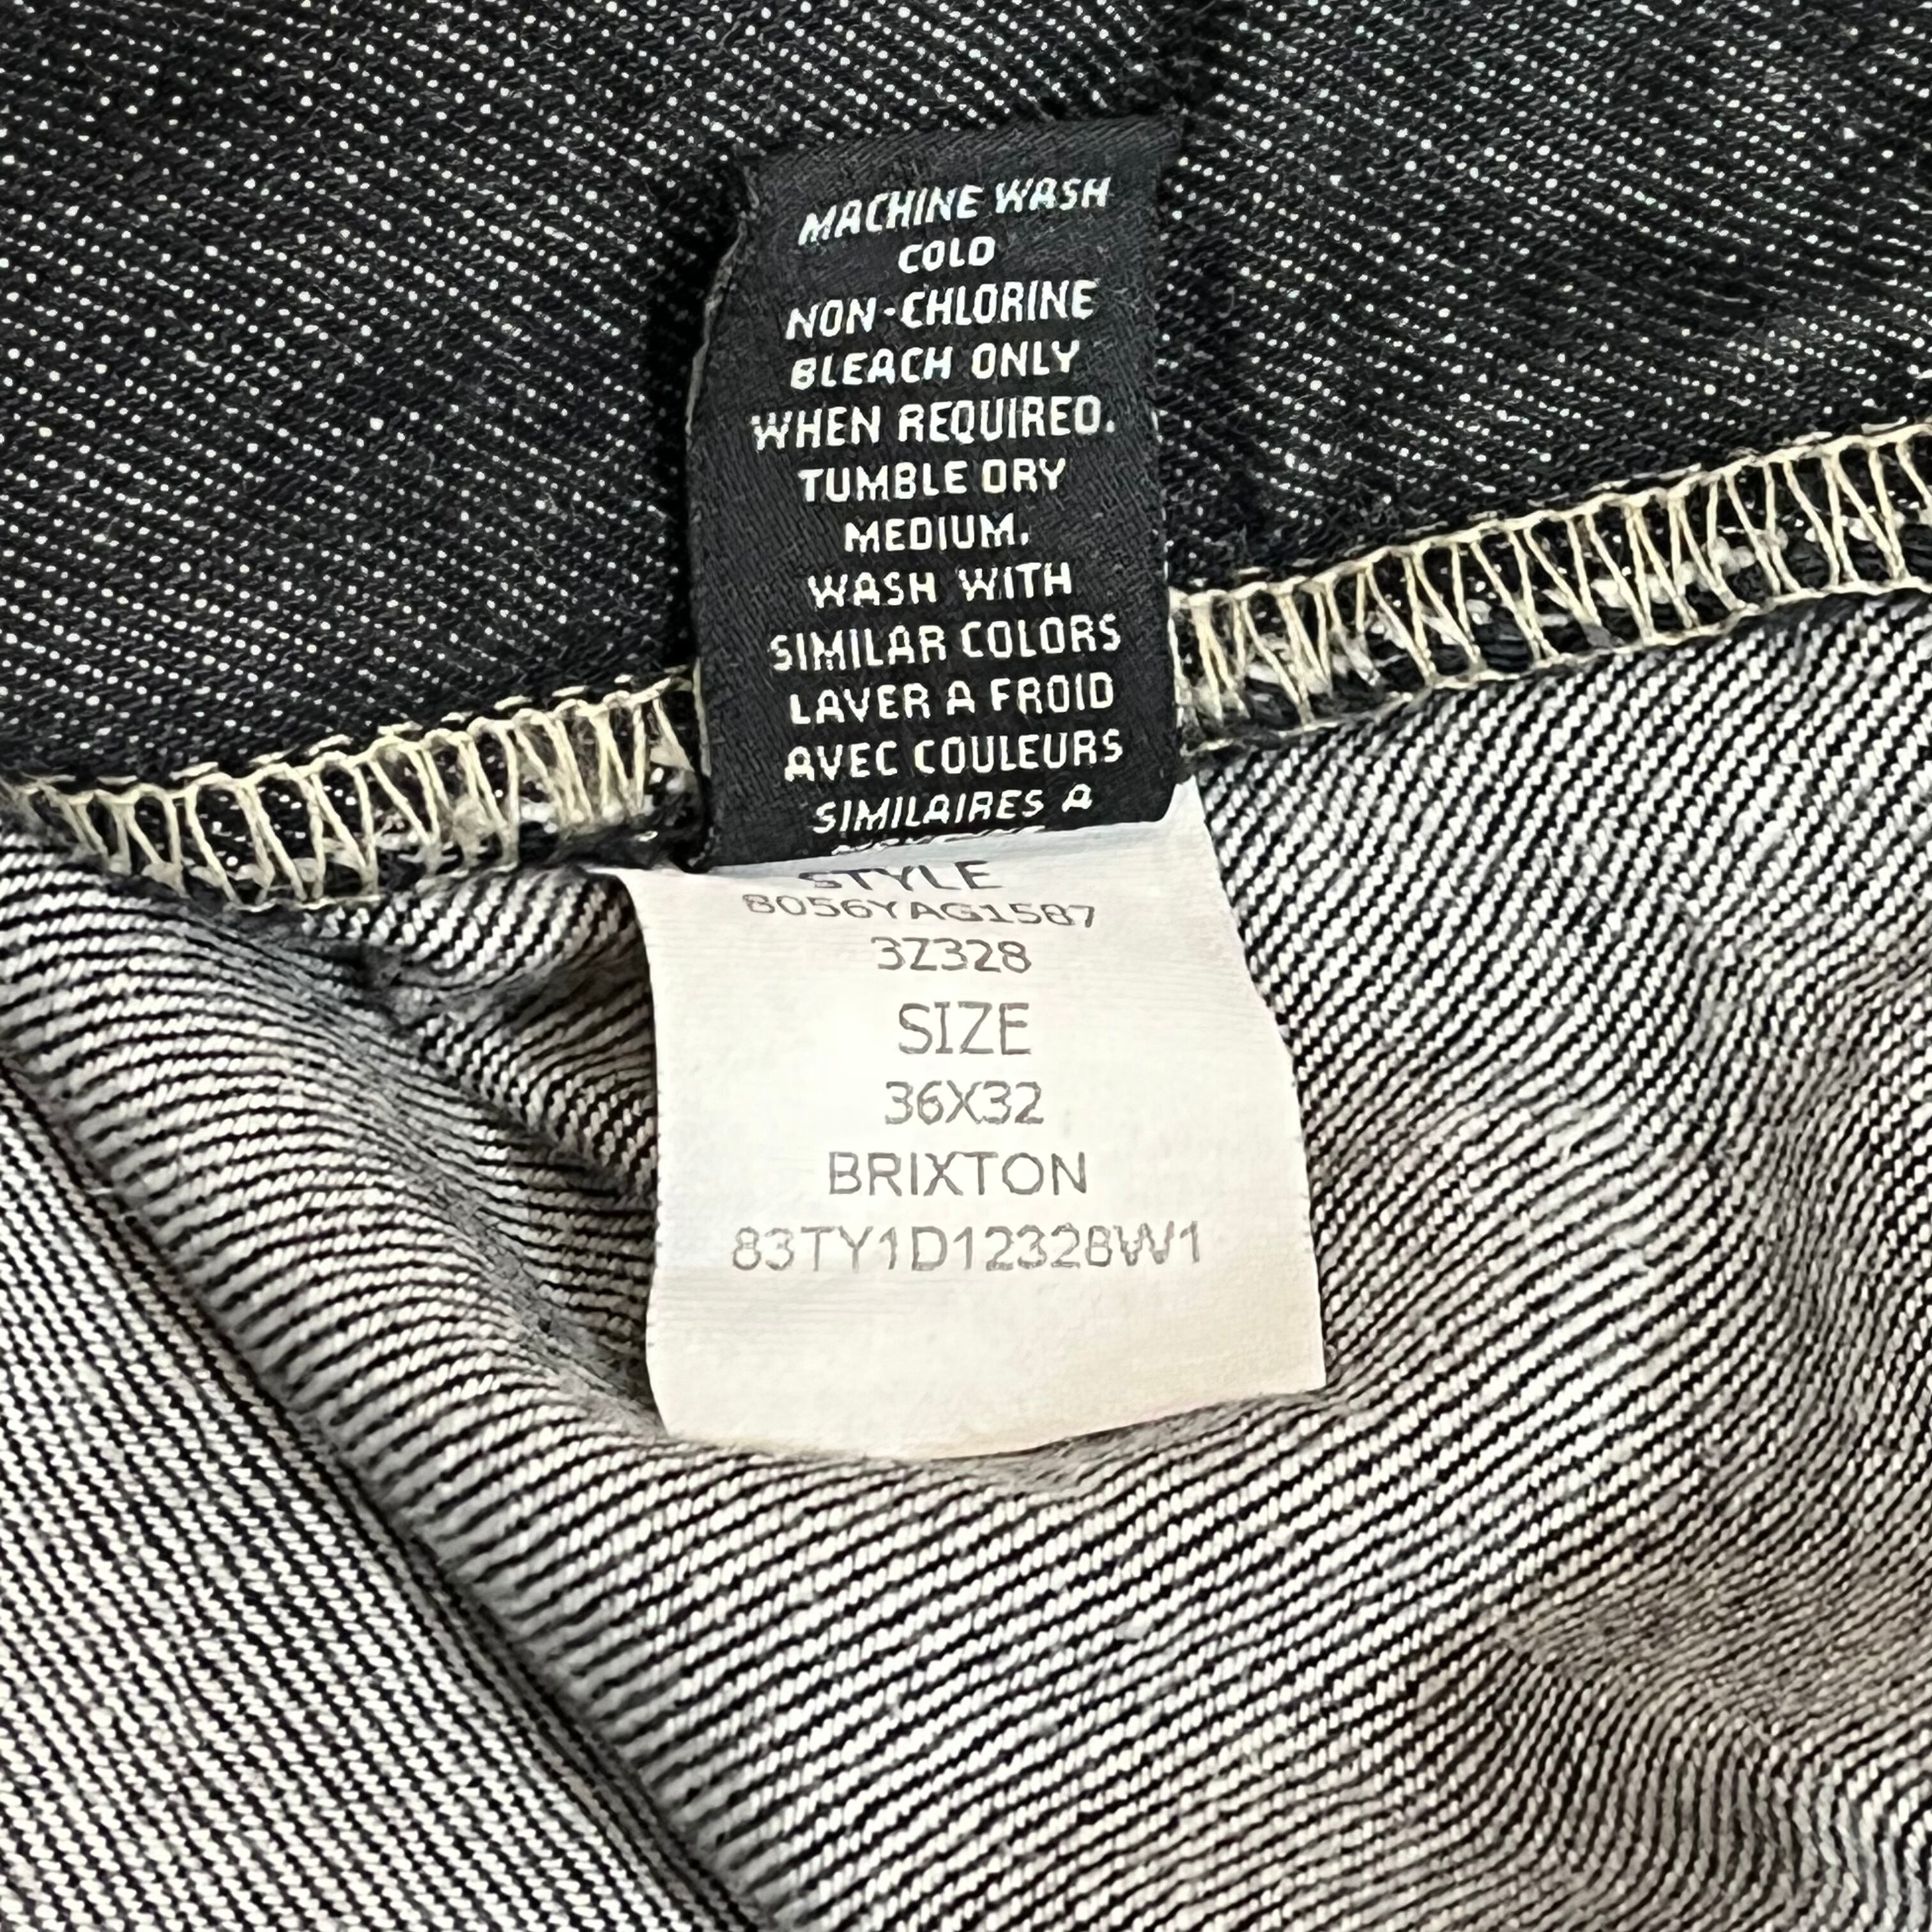 MACHINE WASH
COLD
NON-CHLORINE
BLEACH ONLY
WHEN REQUIRED.
TUMBLE DRY
MEDIUM.
WASH WITH
SIMILAR COLORS
LAVER A FROID
AVEC COULEURS
SIMILAIRES A
STYLE
8056YAG1587
3Z328
SIZE
36X32
BRIXTON
83TY1D12328W1